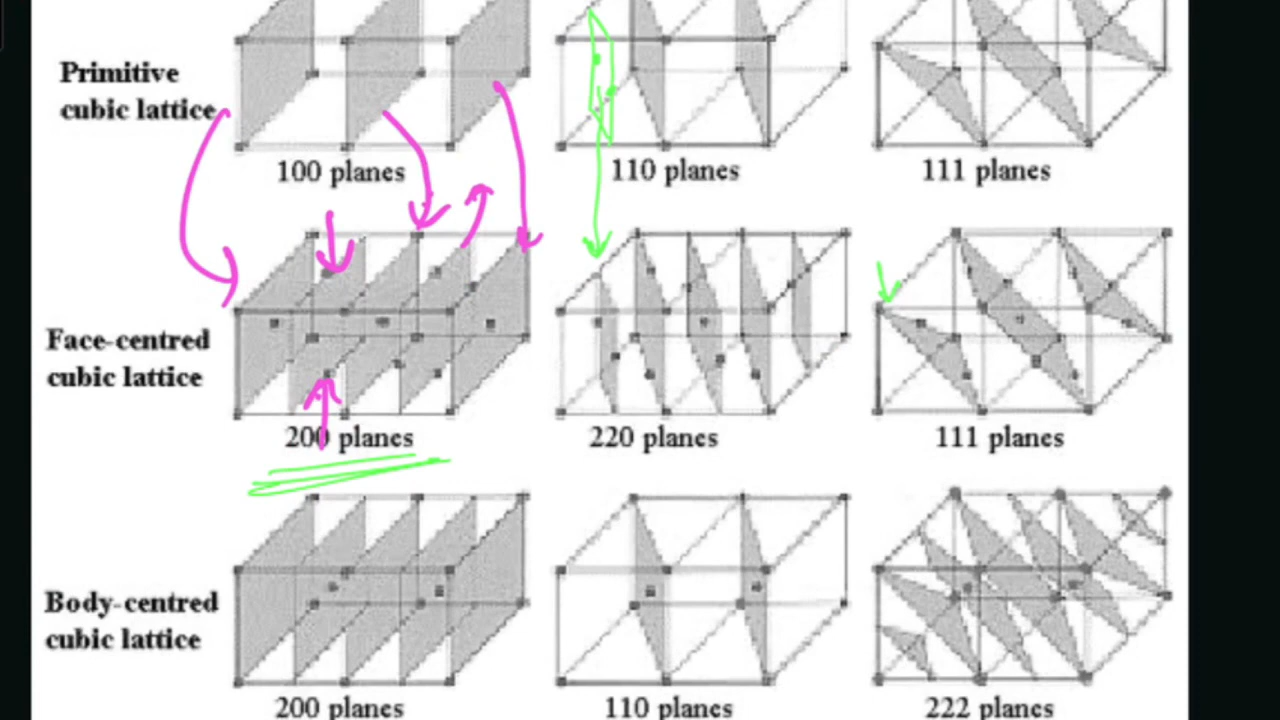 Primitive
cubic lattice
100 planes
110 planes
111 planes
Face-centred
cubic lattice
200 planes
220 planes
111 planes
Body-centred
cubic lattice
200 planes
110 planes
222 planes